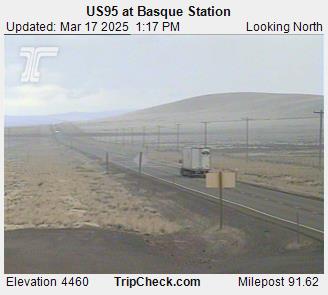 US95 at Basque Station
Updated: Mar 17 2025 1:17 PM Looking North
Elevation 4460 TripCheck.com Milepost 91.62